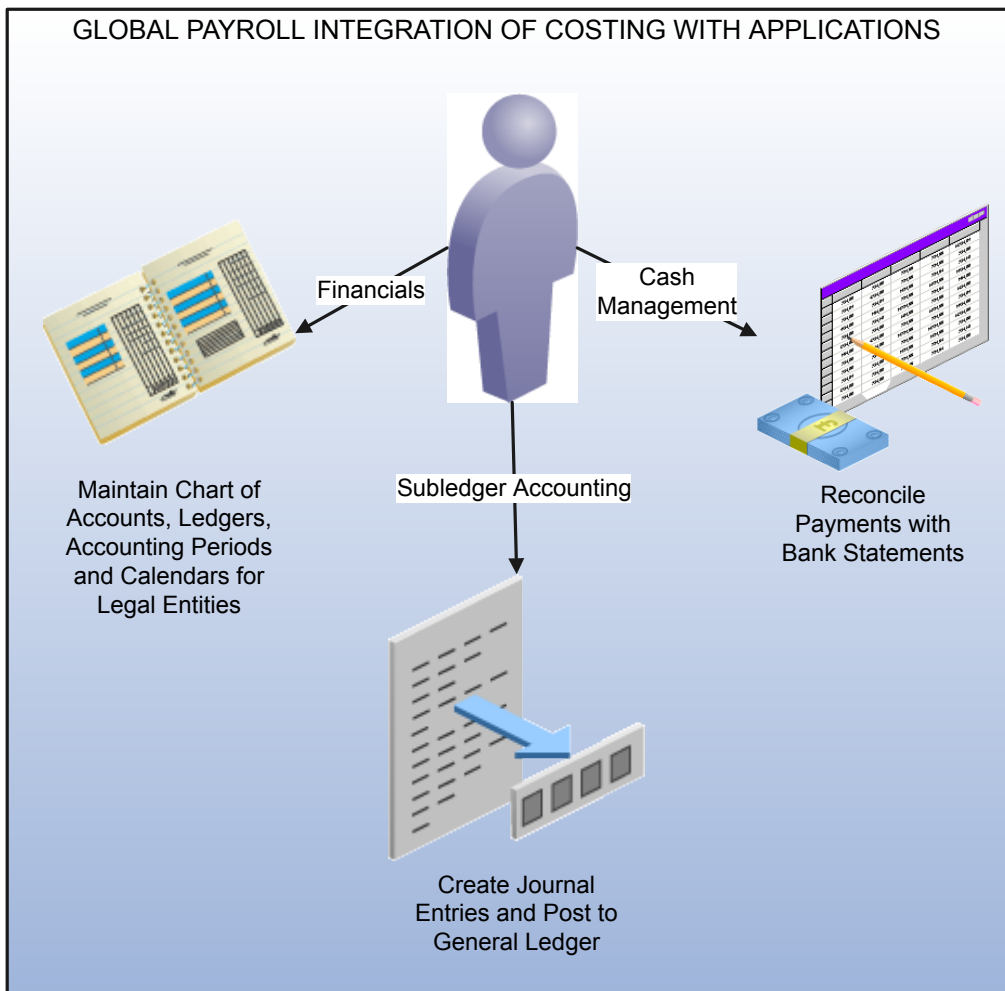 GLOBAL PAYROLL INTEGRATION OF COSTING WITH APPLICATIONS
Financials
Cash
Management
Subledger Accounting
Maintain Chart of
Accounts, Ledgers,
Accounting Periods
and Calendars for
Legal Entities
Reconcile
Payments with
Bank Statements
Create Journal
Entries and Post to
General Ledger